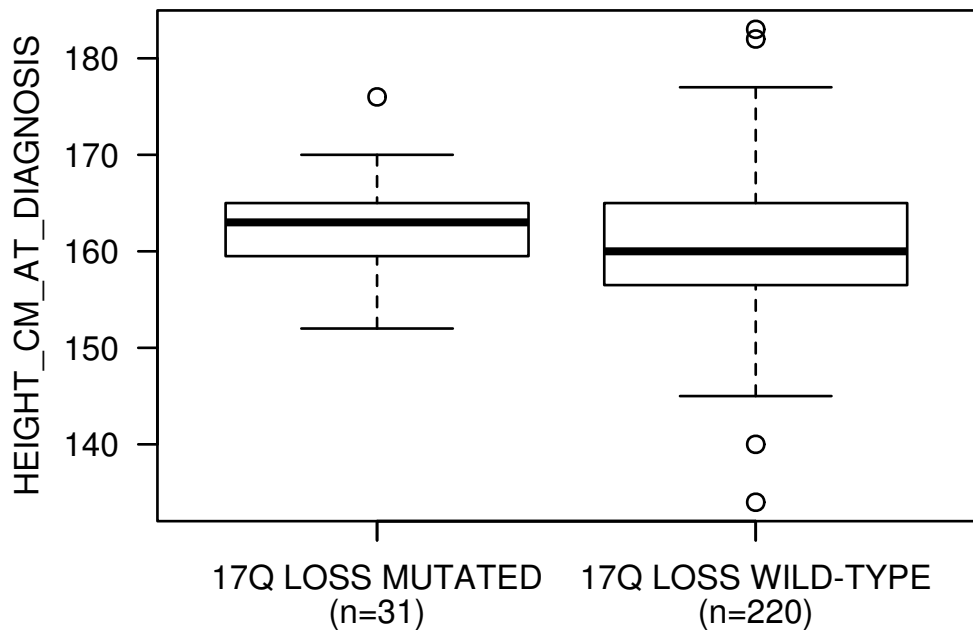 HEIGHT_CM_AT_DIAGNOSIS
180
170
160
150
140
17Q LOSS MUTATED
(n=31)
17Q LOSS WILD-TYPE
(n=220)